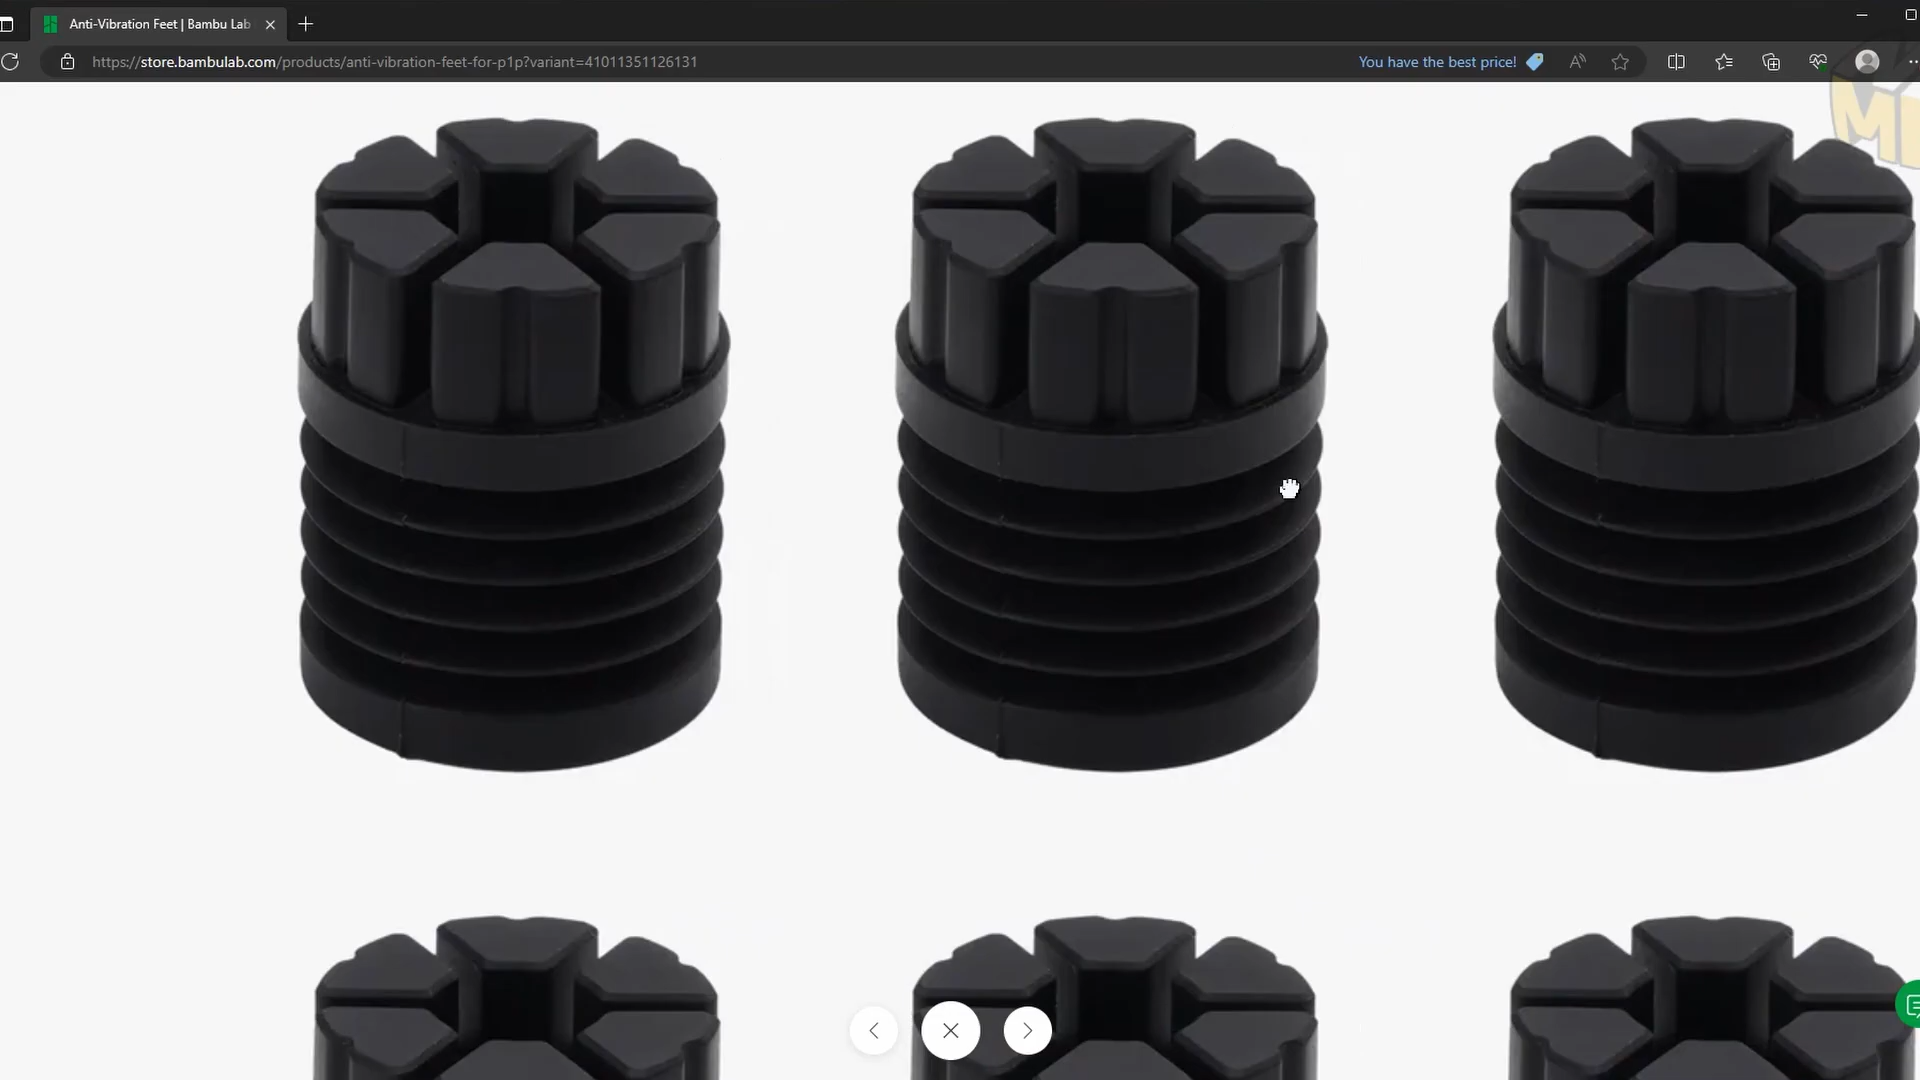 Anti-Vibration Feet | Bambu Lab
https://store.bambulab.com/products/anti-vibration-feet-for-p1p?variant=41011351126131
You have the best price!